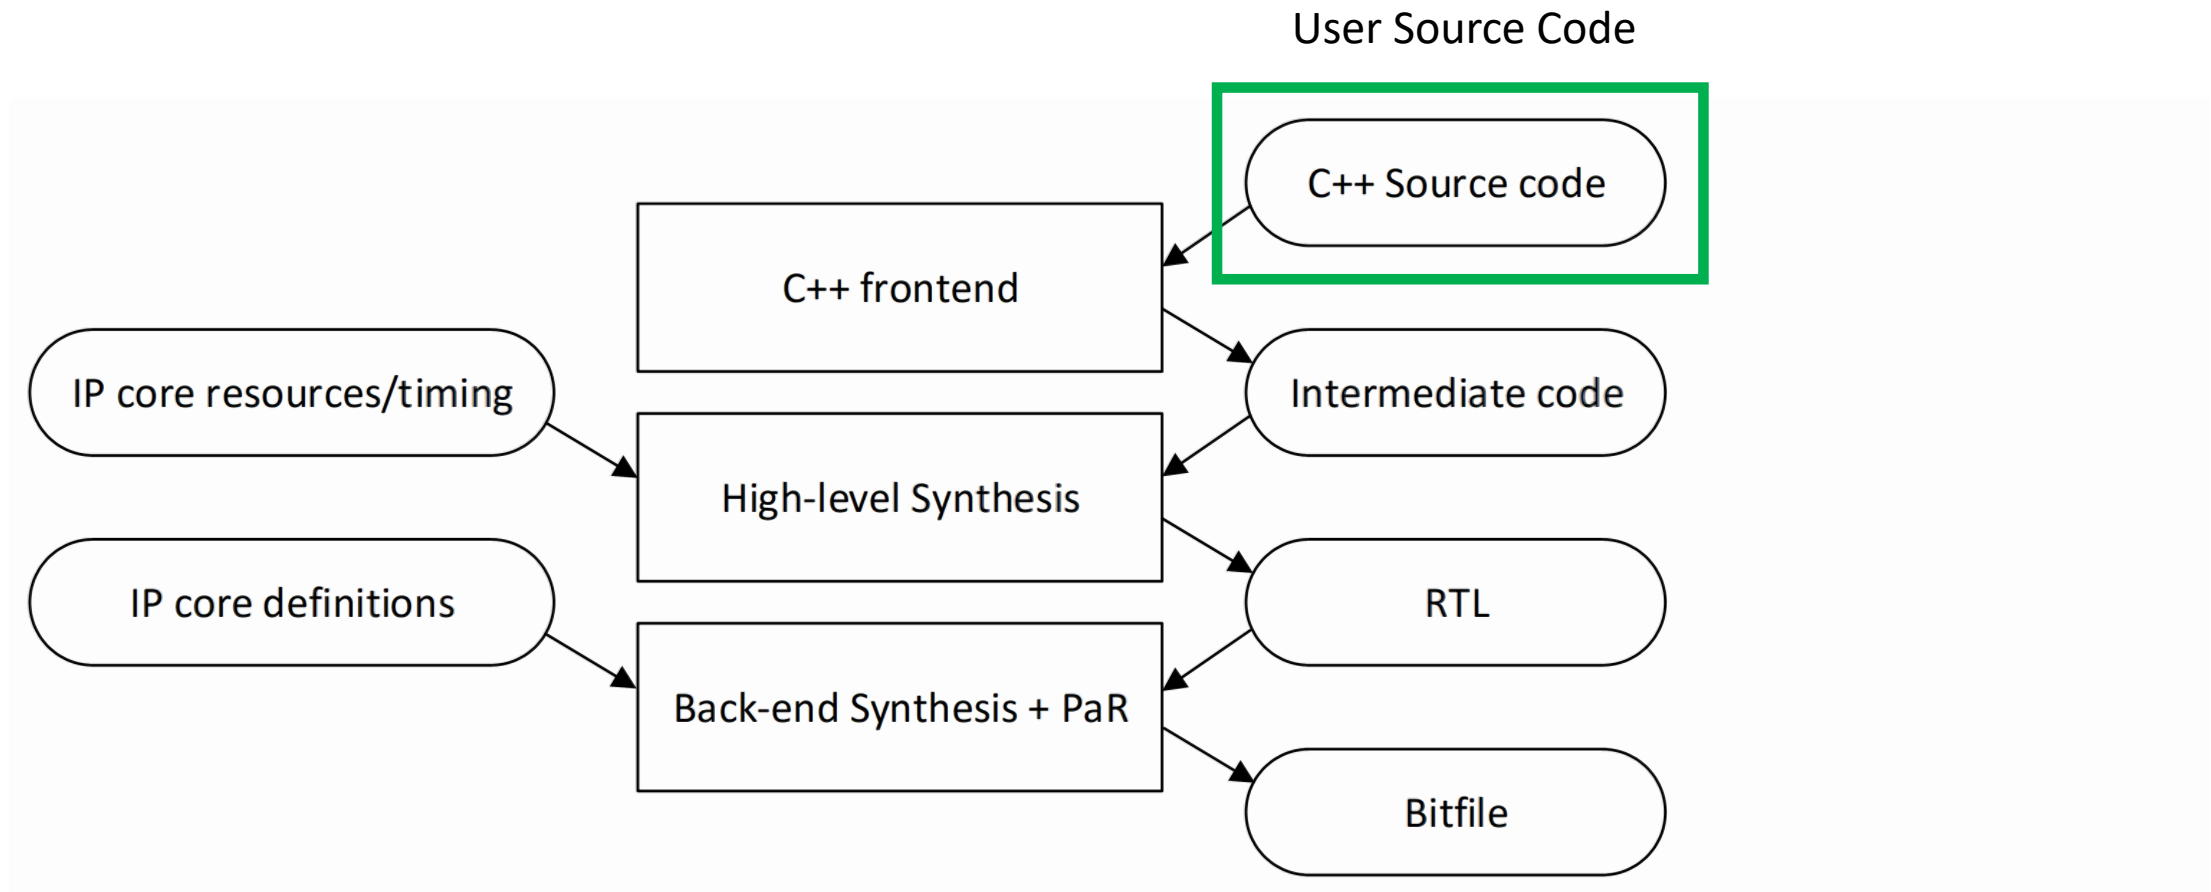 User Source Code
C++ Source code
C++ frontend
IP core resources/timing
Intermediate code
High-level Synthesis
IP core definitions
RTL
Back-end Synthesis + PaR
Bitfile